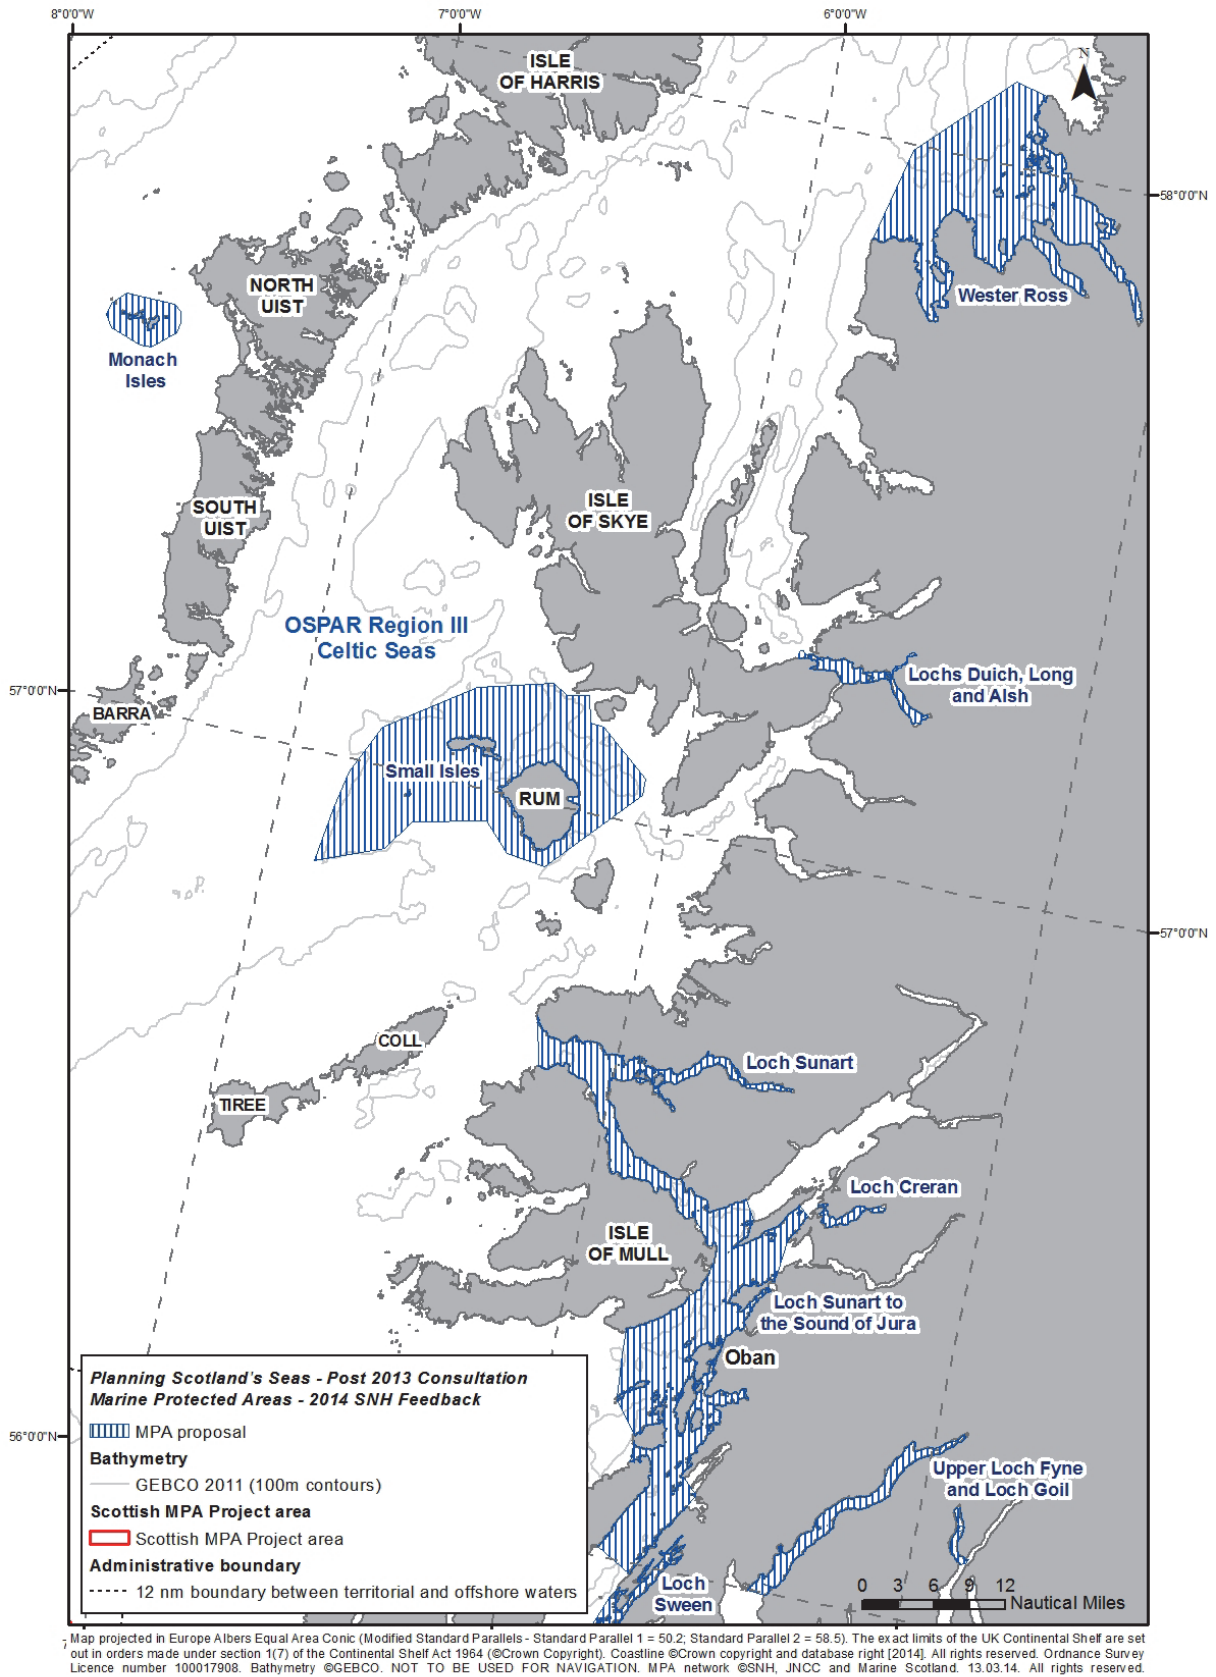 8°0'0"W
7°0'0"W
6°0'0"W
N
ISLE
OF HARRIS
58°0'0"N
NORTH
UIST
Wester Ross
Monach
Isles
SOUTH
UIST
ISLE
OF SKYE
OSPAR Region III
Celtic Seas
57°0'0"N
Lochs Duich, Long
and Alsh
BARRA
Small Isles
RUM
57°0'0"N
COLL
Loch Sunart
TIREE
Loch Creran
ISLE
OF MULL
Loch Sunart to
the Sound of Jura
Oban
Planning Scotland's Seas - Post 2013 Consultation
Marine Protected Areas - 2014 SNH Feedback
MPA proposal
56°0'0"N
Bathymetry
GEBCO 2011 (100m contours)
Scottish MPA Project area
Scottish MPA Project area
Administrative boundary
12 nm boundary between territorial and offshore waters
Upper Loch Fyne
and Loch Goil
Loch
Sween
0 3 6 9 12
Nautical Miles
Map projected in Europe Albers Equal Area Conic (Modified Standard Parallels - Standard Parallel 1 = 50.2; Standard Parallel 2 = 58.5). The exact limits of the UK Continental Shelf are set
out in orders made under section 1(7) of the Continental Shelf Act 1964 (©Crown Copyright). Coastline ©Crown copyright and database right [2014]. All rights reserved. Ordnance Survey
Licence number 100017908. Bathymetry ©GEBCO. NOT TO BE USED FOR NAVIGATION. MPA network ©SNH, JNCC and Marine Scotland. 13.03.14. All rights reserved.